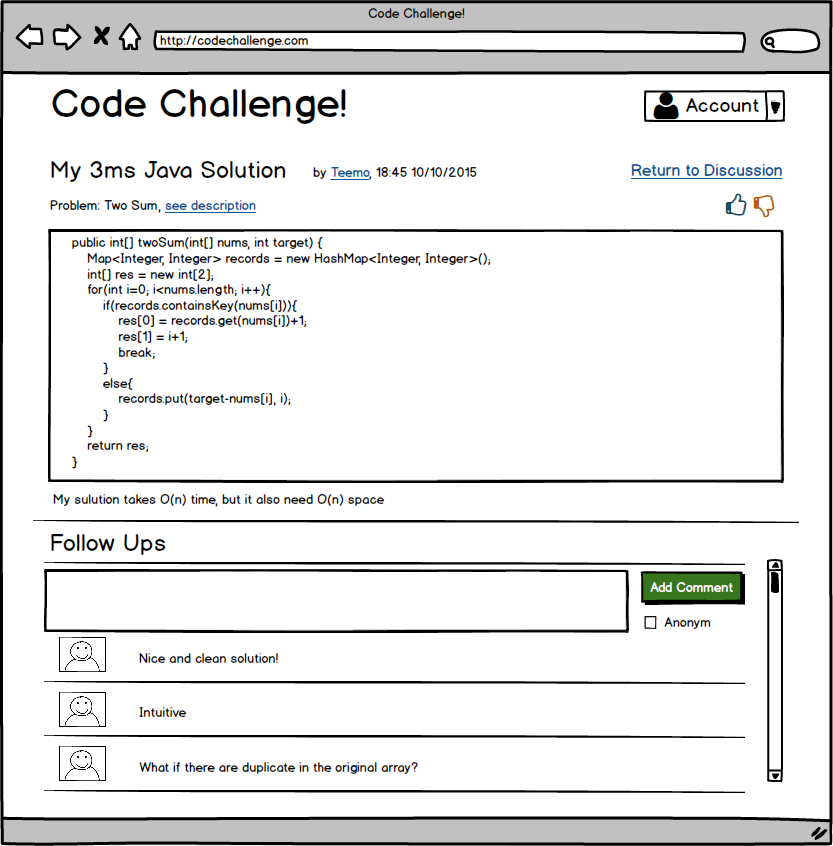 Code Challenge!
http://codechallenge.com
Code Challenge!
Account
My 3ms Java Solution by Teemo, 18:45 10/10/2015 Return to Discussion
Problem: Two Sum, see description
public int[] twoSum(int[] nums, int target) {
Map<Integer, Integer> records = new HashMap<Integer, Integer>();
int[] res = new int[2];
for(int i=0; i<nums.length; i++){
if(records.containsKey(nums[i])){
res[0] = records.get(nums[i])+1;
res[1] = i+1;
break;
}
else{
records.put(target-nums[i], i);
}
}
return res;
}
My sulution takes O(n) time, but it also need O(n) space
Follow Ups
Add Comment
Anonym
Nice and clean solution!
Intuitive
What if there are duplicate in the original array?